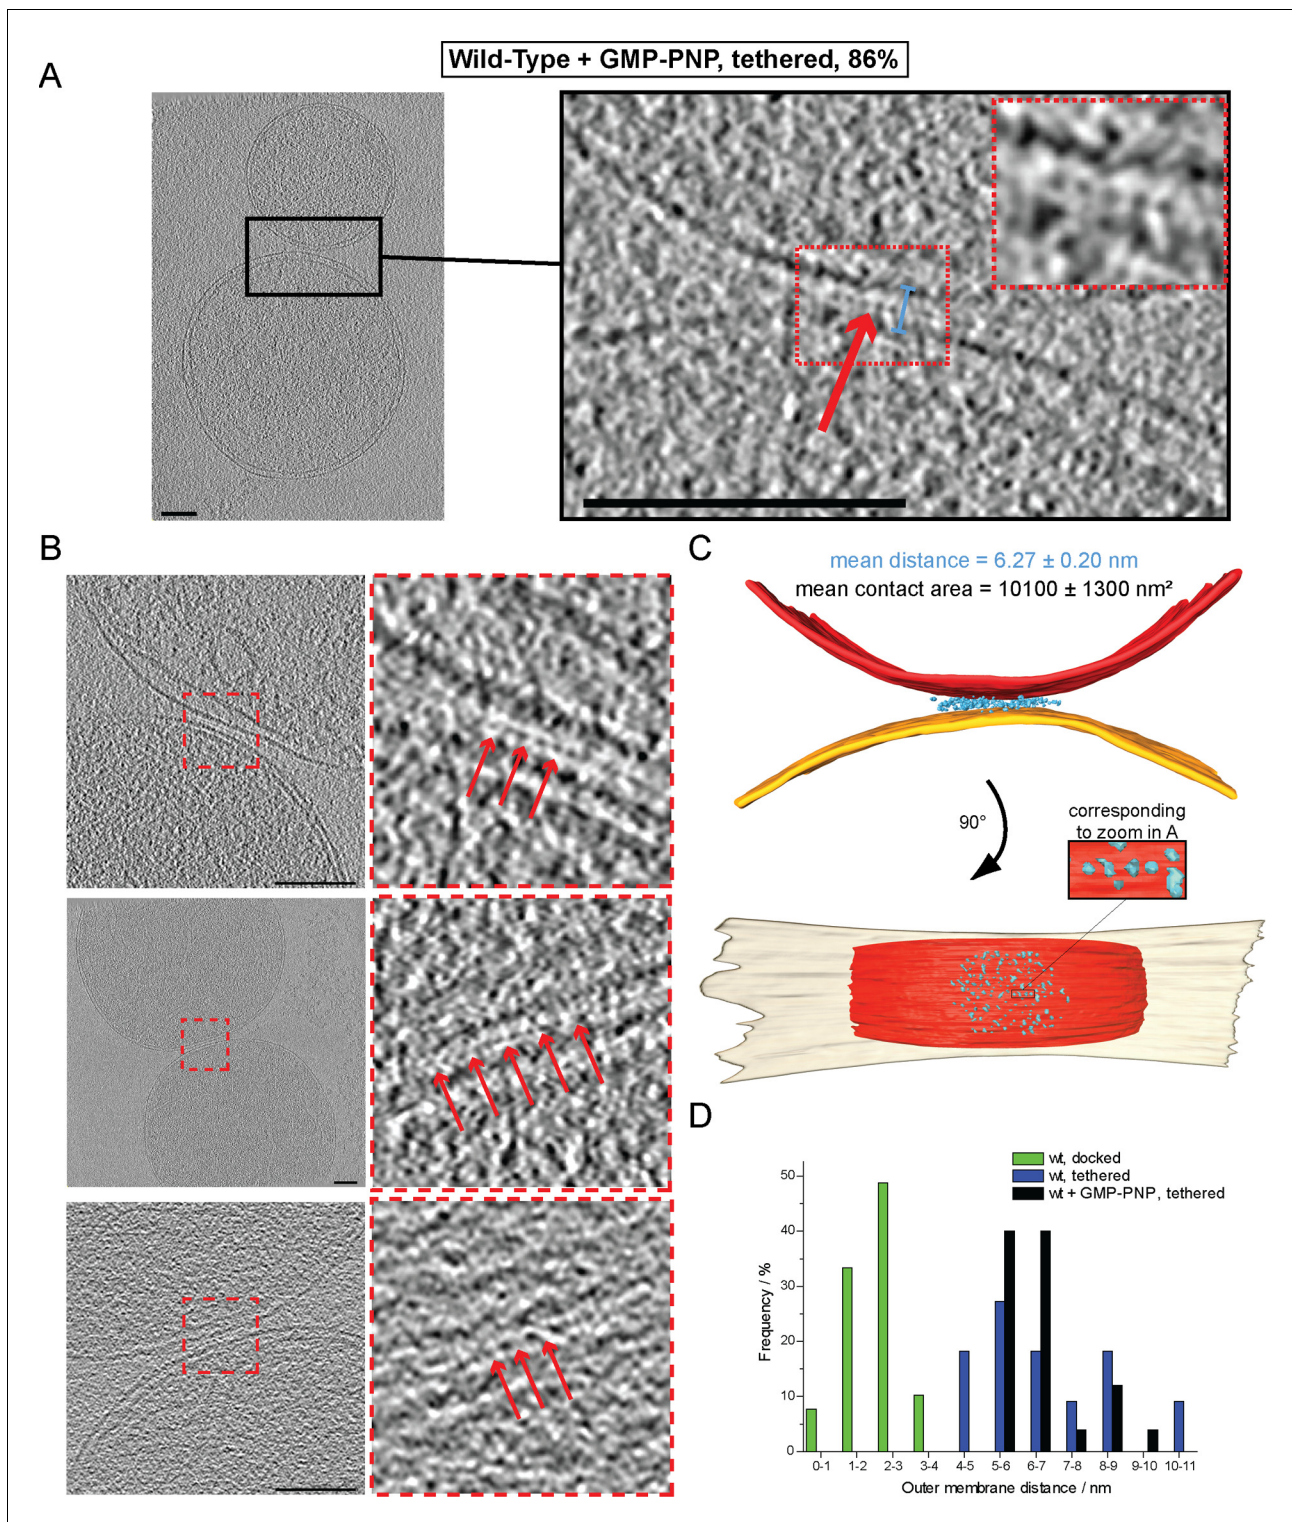 Wild-Type + GMP-PNP, tethered, 86%
A
B
C
mean distance = 6.27 ± 0.20 nm
mean contact area = 10100 ± 1300 nm²
90°
corresponding
to zoom in A
D
wt, docked
wt, tethered
wt + GMP-PNP, tethered
50
40
30
20
10
0
Frequency / %
0-1 1-2 2-3 3-4 4-5 5-6 6-7 7-8 8-9 9-10 10-11
Outer membrane distance / nm